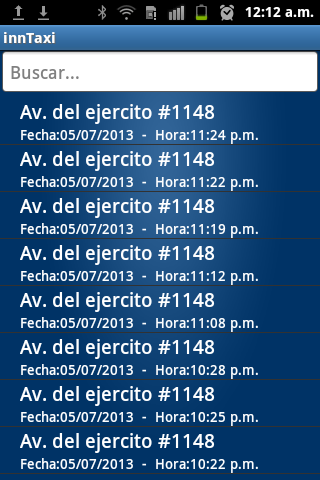 12:12 a.m.
innTaxi
Buscar...
Av. del ejercito #1148
Fecha:05/07/2013 - Hora:11:24 p.m.
Av. del ejercito #1148
Fecha:05/07/2013 - Hora:11:22 p.m.
Av. del ejercito #1148
Fecha:05/07/2013 - Hora:11:19 p.m.
Av. del ejercito #1148
Fecha:05/07/2013 - Hora:11:12 p.m.
Av. del ejercito #1148
Fecha:05/07/2013 - Hora:11:08 p.m.
Av. del ejercito #1148
Fecha:05/07/2013 - Hora:10:28 p.m.
Av. del ejercito #1148
Fecha:05/07/2013 - Hora:10:25 p.m.
Av. del ejercito #1148
Fecha:05/07/2013 - Hora:10:22 p.m.